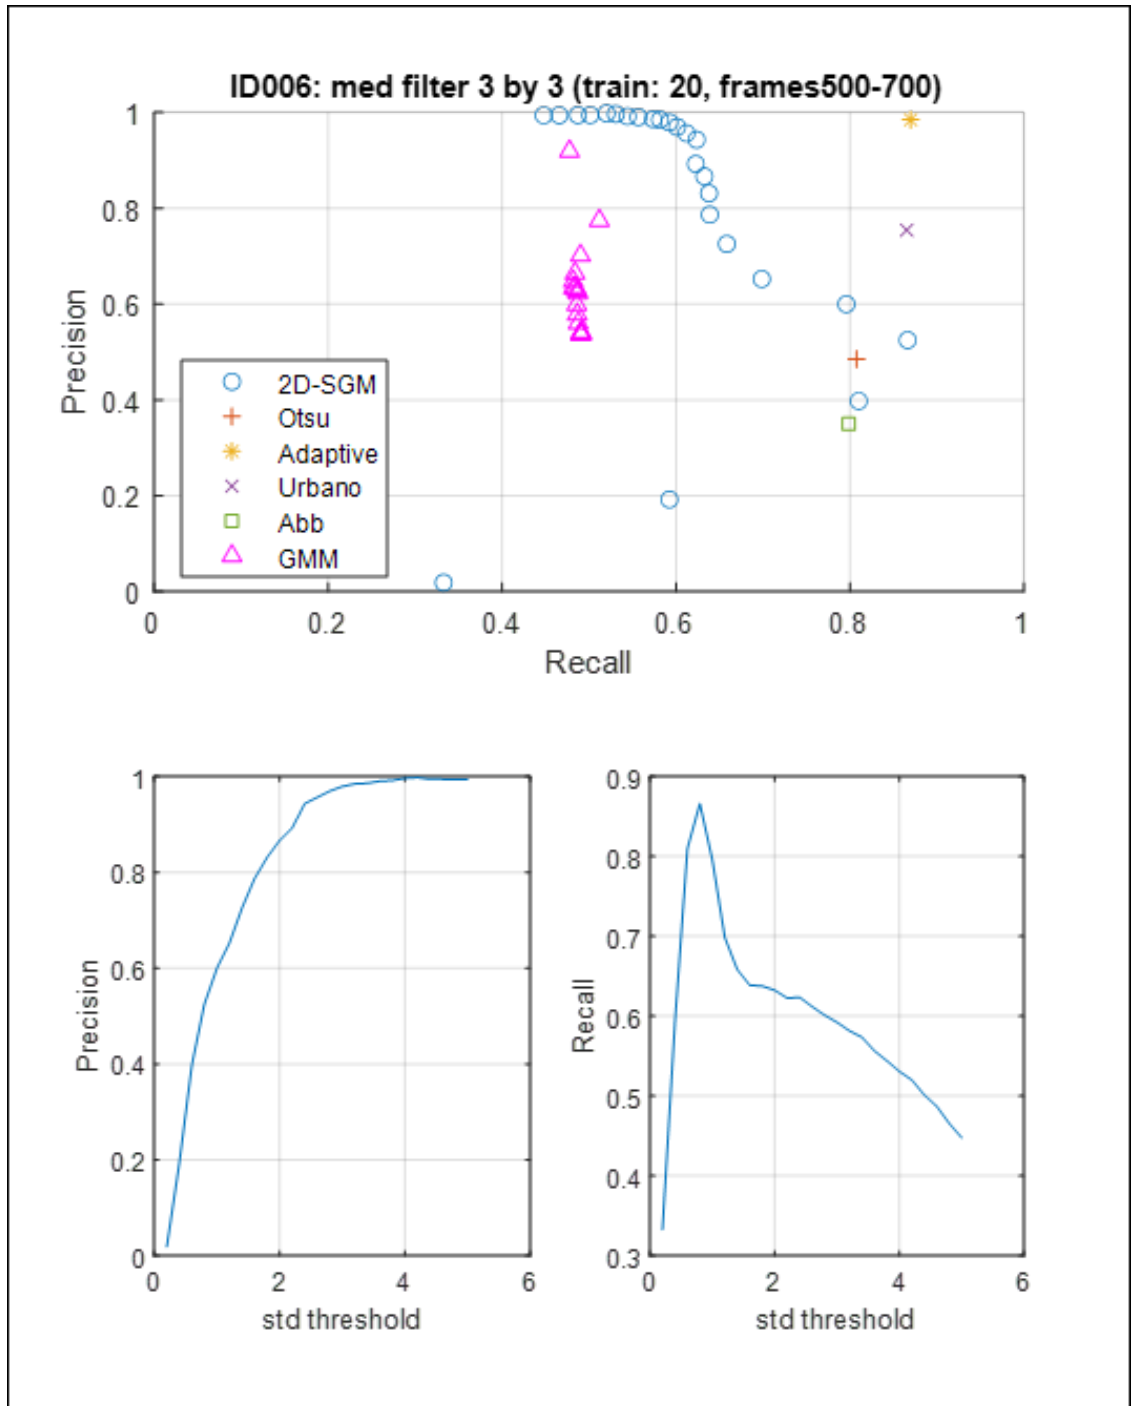 ID006: med filter 3 by 3 (train: 20, frames500-700)
1
0.8
0.6
0.4
0.2
0
Precision
2D-SGM
Otsu
Adaptive
Urbano
Abb
GMM
0 0.2 0.4 0.6 0.8 1
Recall
1
0.8
0.6
0.4
0.2
0
Precision
0 2 4 6
std threshold
0.9
0.8
0.7
0.6
0.5
0.4
0.3
Recall
0 2 4 6
std threshold